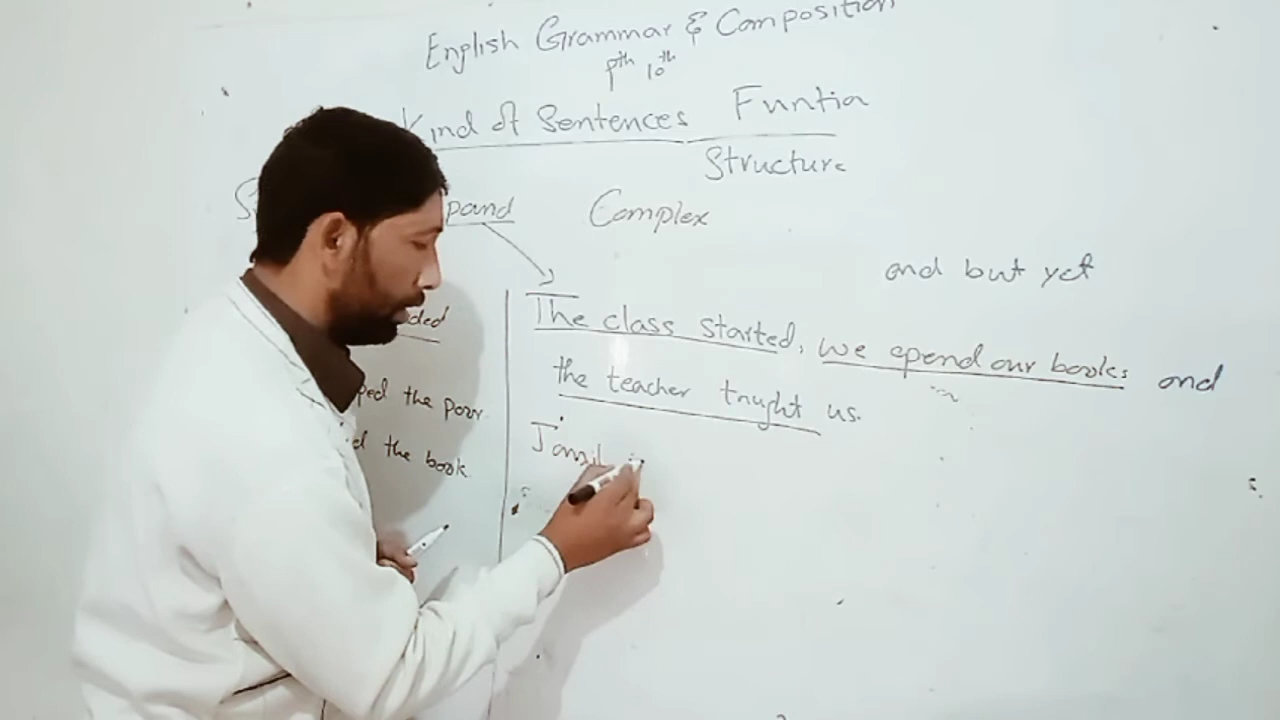 English Grammar & Composition
9th 10th
Kind of Sentences Funtion
Structure
pand Complex
and but yet
The class started, we opend our books and
the teacher taught us.
ded
ped the poor.
d the book
Jamil